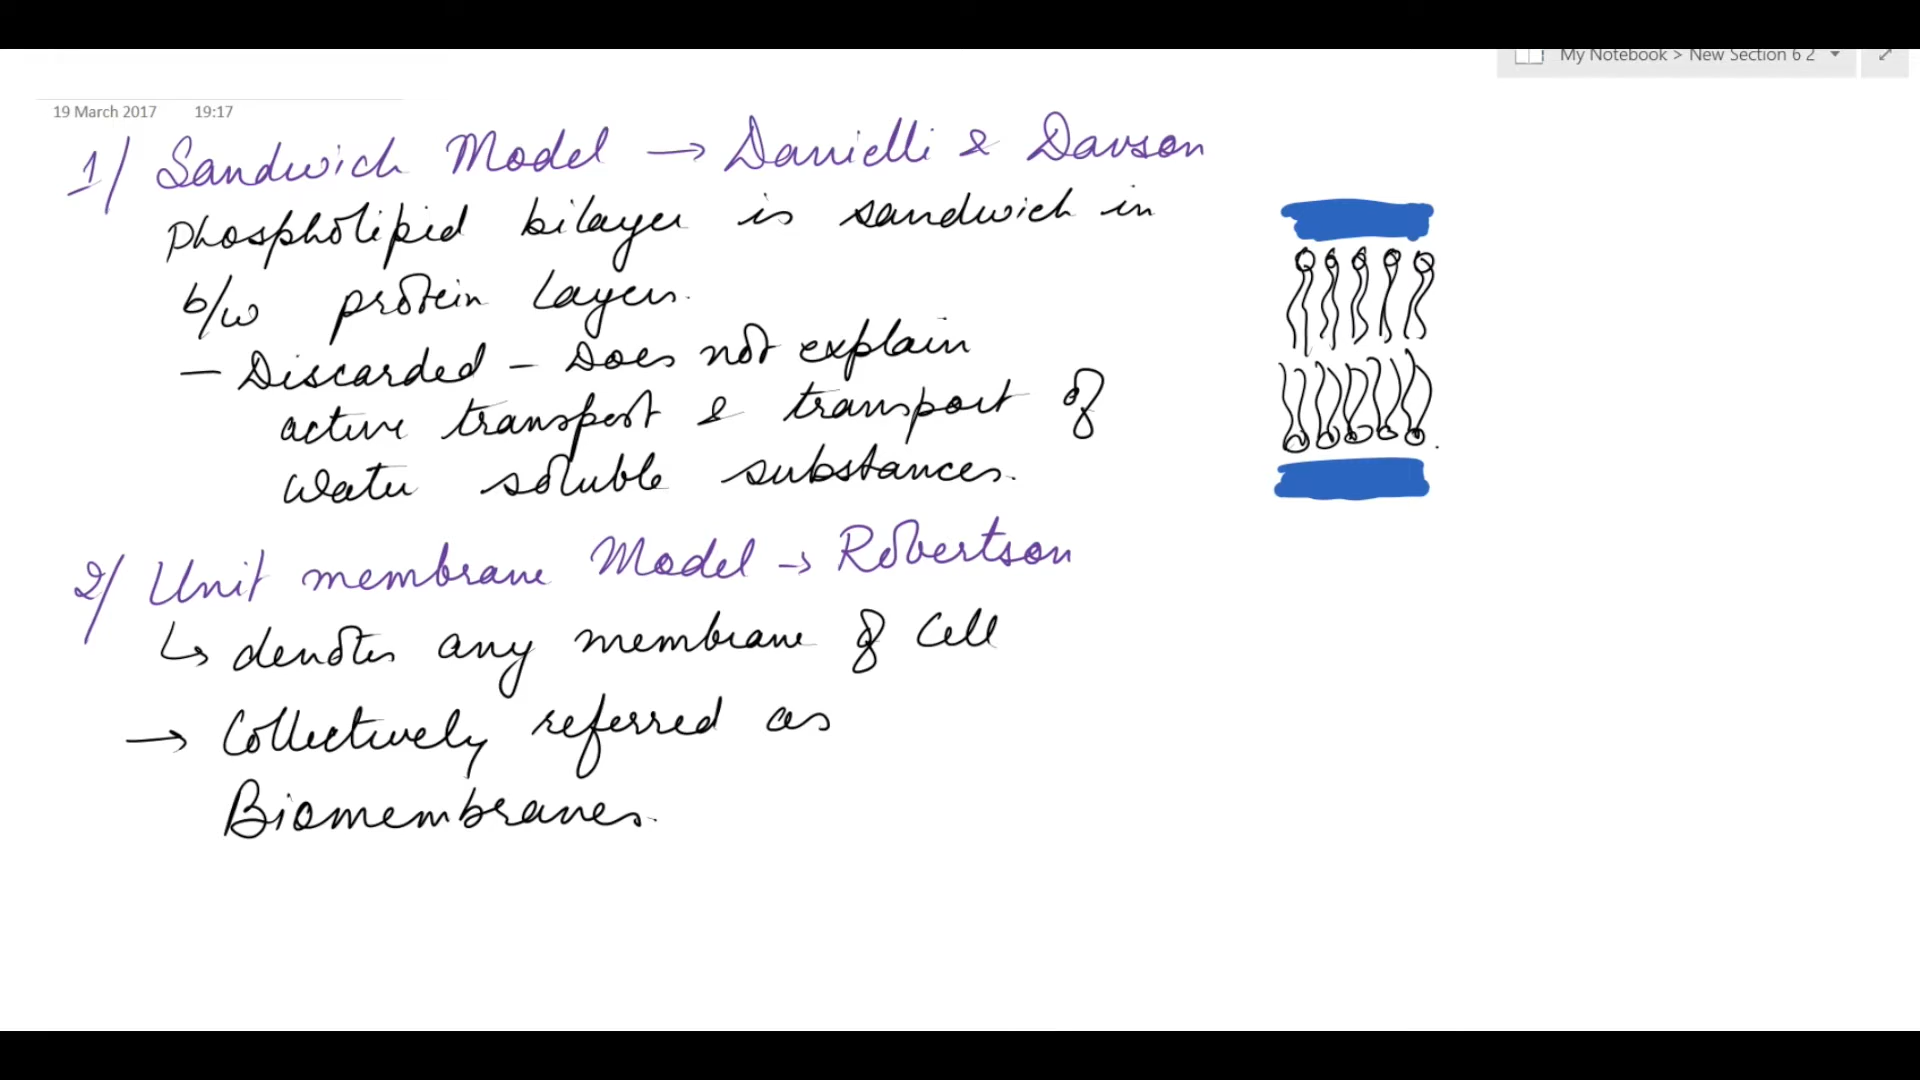 My Notebook > New Section 6 2
19 March 2017 19:17
1/ Sandwich Model → Danielli & Davson
Phospholipid bilayer is sandwich in
b/w protein layers.
- Discarded - Does not explain
active transport & transport of
water soluble substances.
2/ Unit membrane Model → Robertson
↳ denotes any membrane of Cell
→ Collectively referred as
Biomembranes.